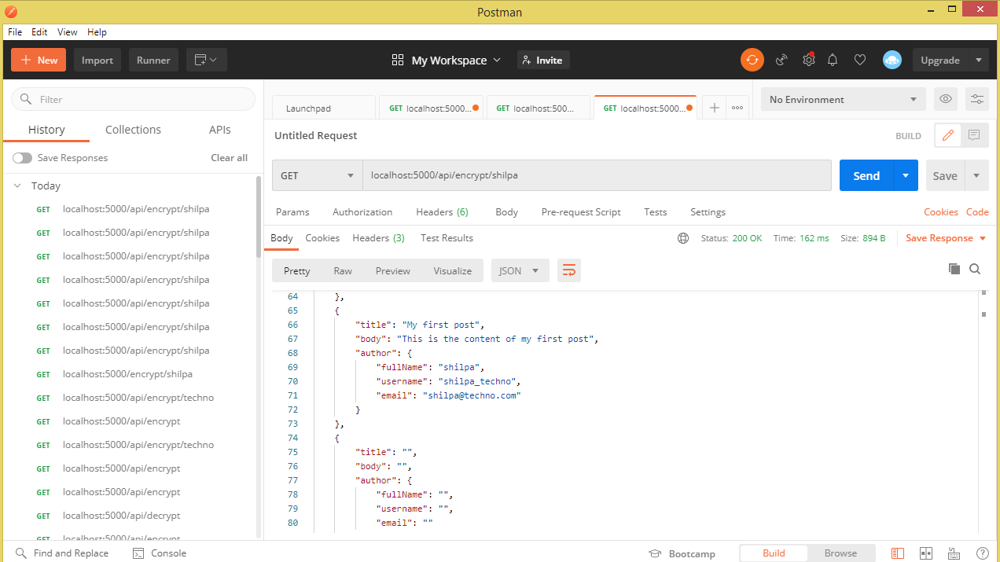 Postman
File Edit View Help
+ New Import Runner My Workspace Invite Upgrade
Filter
History Collections APIs
Save Responses Clear all
Today
GET localhost:5000/api/encrypt/shilpa
GET localhost:5000/api/encrypt/shilpa
GET localhost:5000/api/encrypt/shilpa
GET localhost:5000/api/encrypt/shilpa
GET localhost:5000/api/encrypt/shilpa
GET localhost:5000/api/encrypt/shilpa
GET localhost:5000/api/encrypt/shilpa
GET localhost:5000/encrypt/shilpa
GET localhost:5000/api/encrypt/techno
GET localhost:5000/api/encrypt
GET localhost:5000/api/encrypt/techno
GET localhost:5000/api/encrypt
GET localhost:5000/api/encrypt
GET localhost:5000/api/decrypt
GET localhost:5000/api/encrypt
Launchpad GET localhost:5000... GET localhost:500... GET localhost:5000... + ooo No Environment
Untitled Request BUILD
GET localhost:5000/api/encrypt/shilpa Send Save
Params Authorization Headers (6) Body Pre-request Script Tests Settings Cookies Code
Body Cookies Headers (3) Test Results Status: 200 OK Time: 162 ms Size: 894 B Save Response
Pretty Raw Preview Visualize JSON
64 },
65 {
66 "title": "My first post",
67 "body": "This is the content of my first post",
68 "author": {
69 "fullName": "shilpa",
70 "username": "shilpa_techno",
71 "email": "shilpa@techno.com"
72 }
73 },
74 {
75 "title": "",
76 "body": "",
77 "author": {
78 "fullName": "",
79 "username": "",
80 "email": ""
Find and Replace Console Bootcamp Build Browse ?